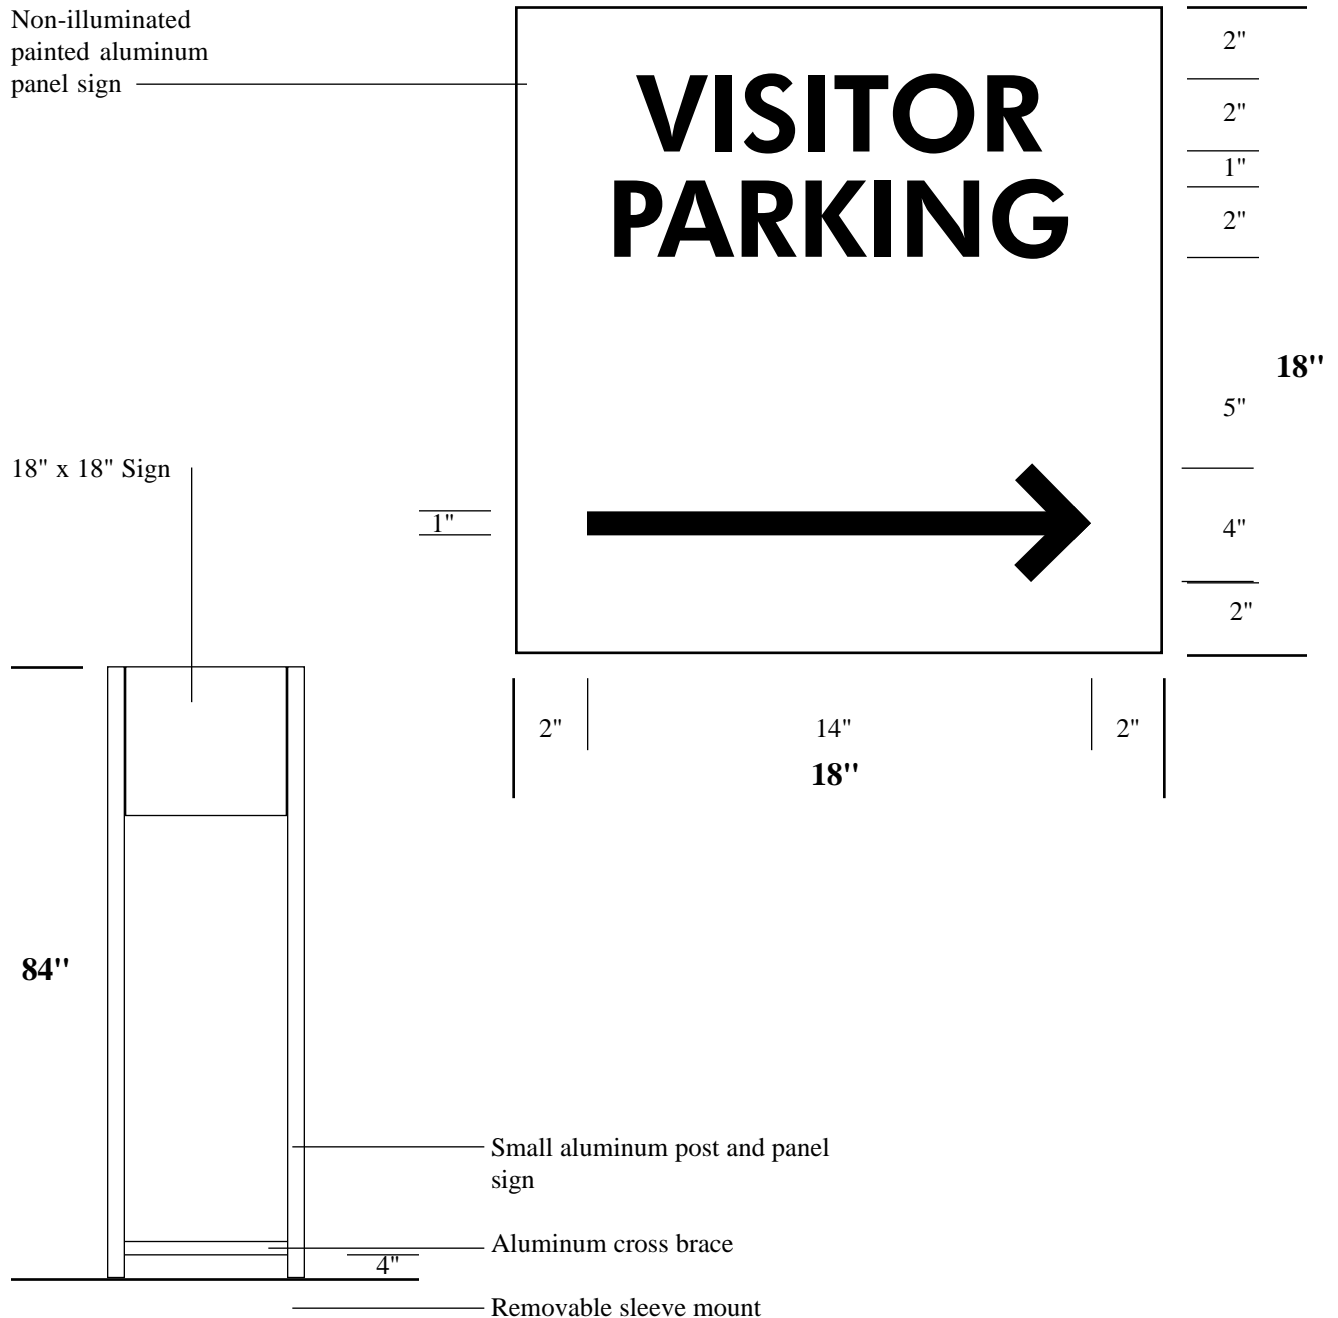 Non-illuminated
painted aluminum
panel sign
VISITOR
PARKING
2"
2"
1"
2"
18"
5"
4"
2"
18" x 18" Sign
1"
2"
14"
2"
18"
84"
Small aluminum post and panel
sign
Aluminum cross brace
4"
Removable sleeve mount